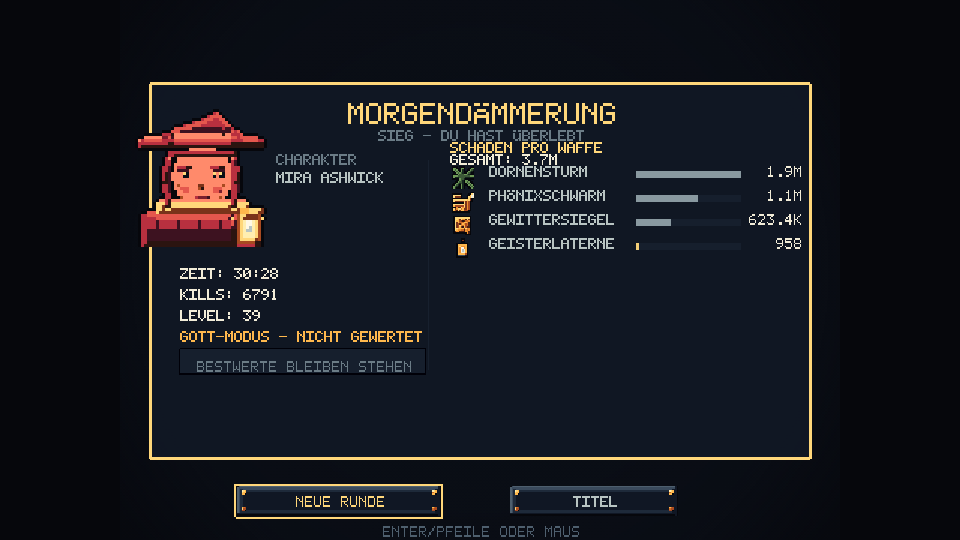 MORGENDäMMERUNG
SIEG - DU HAST üBERLEBT
CHARAKTER
MIRA ASHWICK
ZEIT: 30:28
KILLS: 6791
LEVEL: 39
GOTT-MODUS - NICHT GEWERTET
BESTWERTE BLEIBEN STEHEN
SCHADEN PRO WAFFE
GESAMT: 3.7M
DORNENSTURM 1.9M
PHöNIXSCHWARM 1.1M
GEWITTERSIEGEL 623.4K
GEISTERLATERNE 958
NEUE RUNDE
TITEL
ENTER/PFEILE ODER MAUS